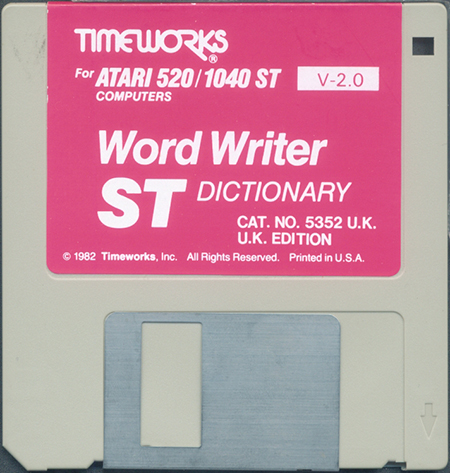 TIMEWORKS®
For ATARI 520/1040 ST V-2.0
COMPUTERS
Word Writer
ST DICTIONARY
CAT. NO. 5352 U.K.
U.K. EDITION
© 1982 Timeworks, Inc. All Rights Reserved. Printed in U.S.A.